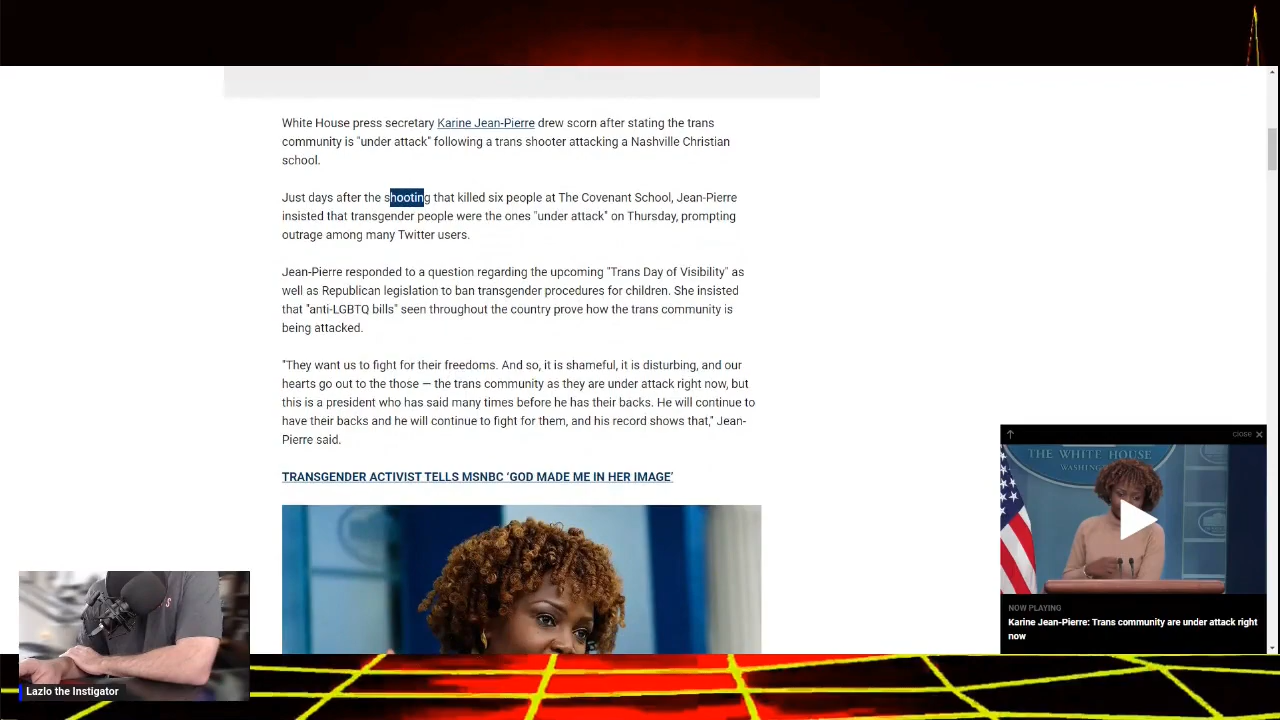 White House press secretary Karine Jean-Pierre drew scorn after stating the trans
community is "under attack" following a trans shooter attacking a Nashville Christian
school.
Just days after the shooting that killed six people at The Covenant School, Jean-Pierre
insisted that transgender people were the ones "under attack" on Thursday, prompting
outrage among many Twitter users.
Jean-Pierre responded to a question regarding the upcoming "Trans Day of Visibility" as
well as Republican legislation to ban transgender procedures for children. She insisted
that "anti-LGBTQ bills" seen throughout the country prove how the trans community is
being attacked.
"They want us to fight for their freedoms. And so, it is shameful, it is disturbing, and our
hearts go out to the those — the trans community as they are under attack right now, but
this is a president who has said many times before he has their backs. He will continue to
have their backs and he will continue to fight for them, and his record shows that," Jean-
Pierre said.
TRANSGENDER ACTIVIST TELLS MSNBC ‘GOD MADE ME IN HER IMAGE’
close
THE WHITE HOUSE
WASHING
NOW PLAYING
Karine Jean-Pierre: Trans community are under attack right
now
Lazlo the Instigator